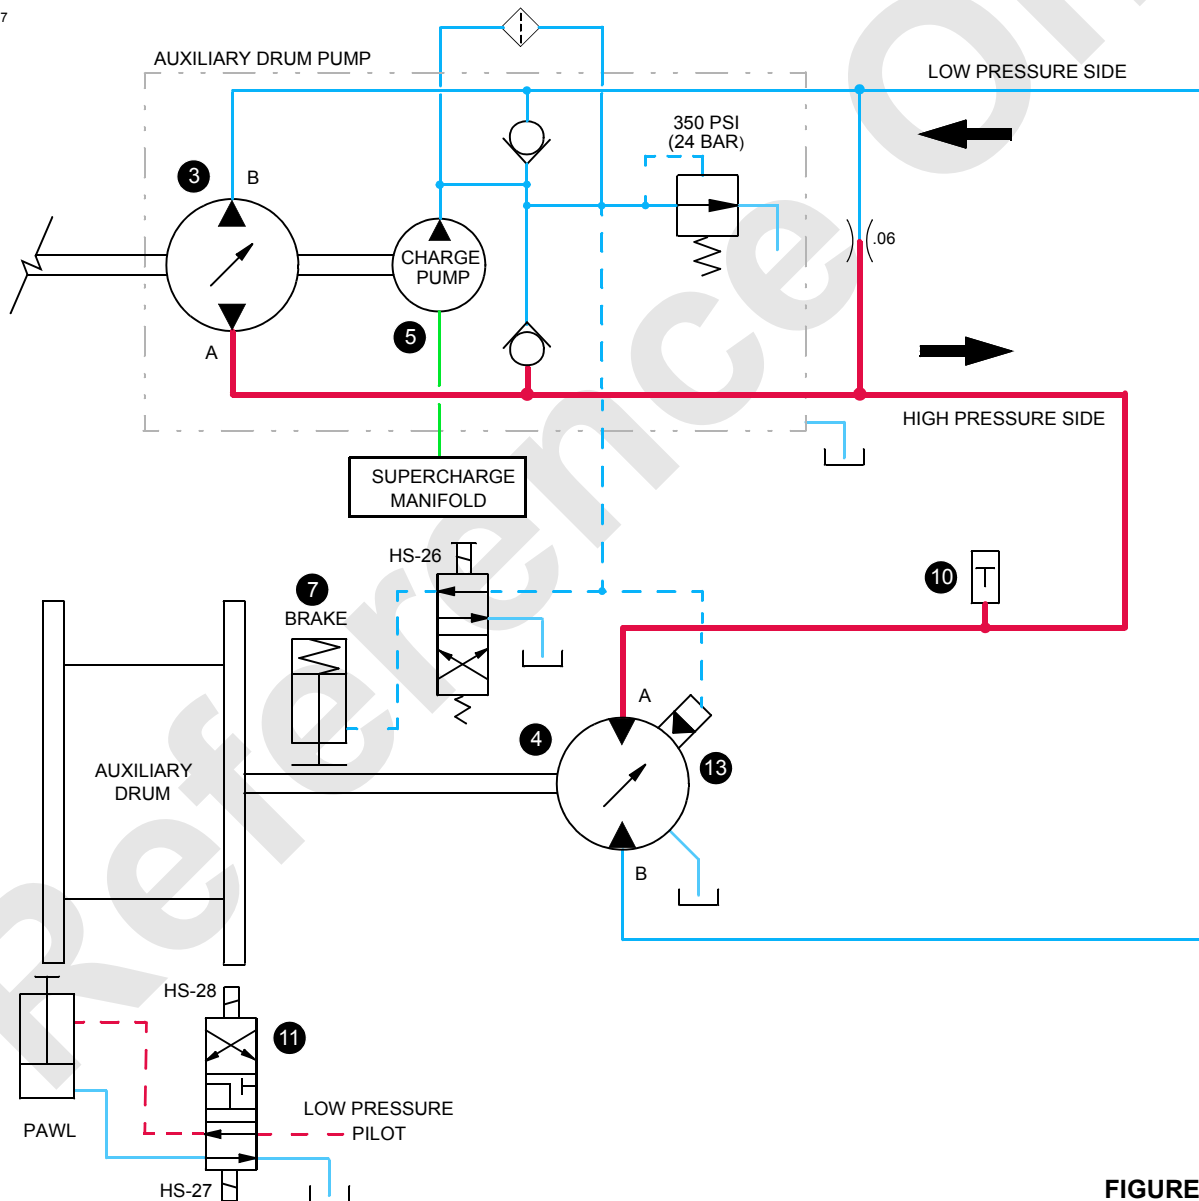 7
AUXILIARY DRUM PUMP
LOW PRESSURE SIDE
350 PSI
(24 BAR)
3
B
.06
CHARGE
PUMP
5
A
HIGH PRESSURE SIDE
SUPERCHARGE
MANIFOLD
HS-26
7
BRAKE
10
A
4
13
AUXILIARY
DRUM
B
HS-28
11
LOW PRESSURE
PILOT
PAWL
HS-27
FIGURE
Reference On